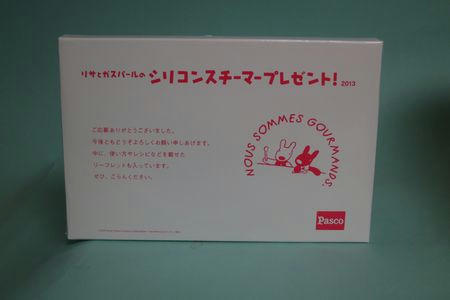 リサとガスパールの シリコンスチーマープレゼント! 2013
ご応募ありがとうございました。
今後ともどうぞよろしくお願い申しあげます。
中に、使い方やレシピなどを載せた
リーフレットも入っています。
ぜひ、ごらんください。
NOUS SOMMES GOURMANDS!
Pasco